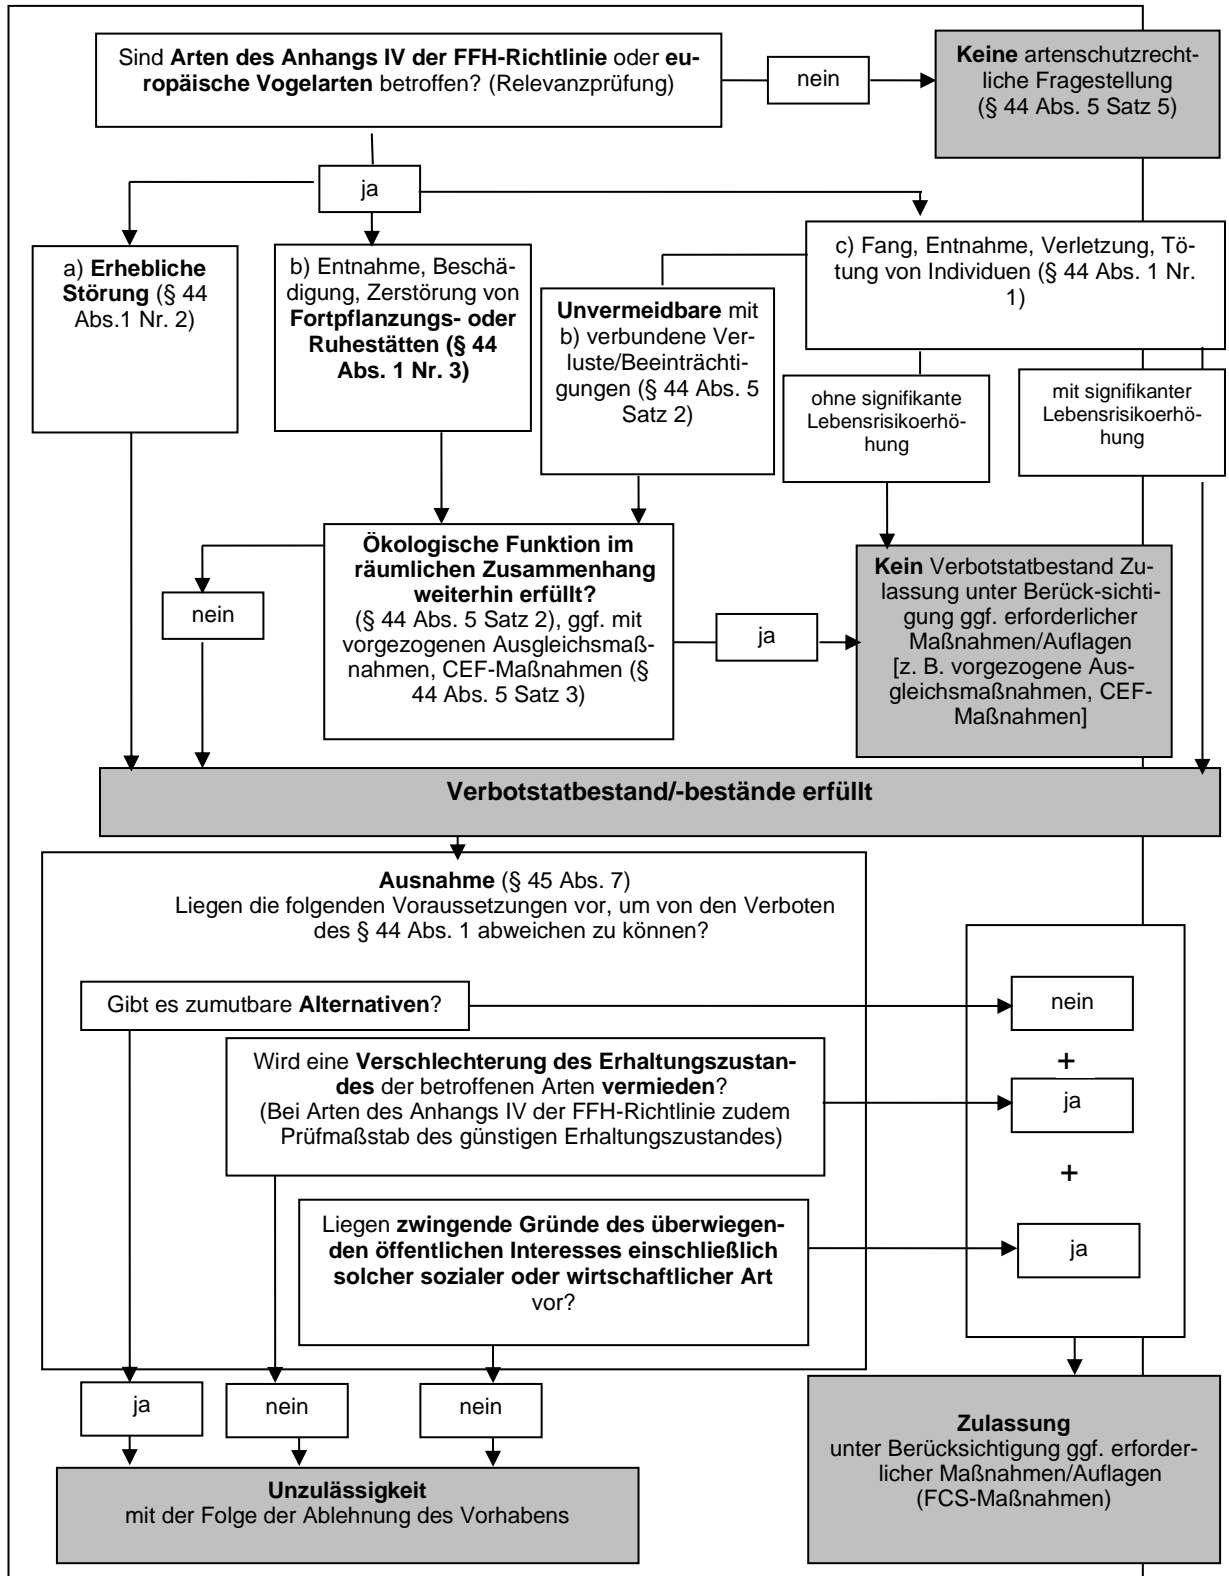 Sind Arten des Anhangs IV der FFH-Richtlinie oder eu-
ropäische Vogelarten betroffen? (Relevanzprüfung)
nein
Keine artenschutzrecht-
liche Fragestellung
(§ 44 Abs. 5 Satz 5)
ja
a) Erhebliche
Störung (§ 44
Abs.1 Nr. 2)
b) Entnahme, Beschä-
digung, Zerstörung von
Fortpflanzungs- oder
Ruhestätten (§ 44
Abs. 1 Nr. 3)
Unvermeidbare mit
b) verbundene Ver-
luste/Beeinträchti-
gungen (§ 44 Abs. 5
Satz 2)
c) Fang, Entnahme, Verletzung, Tö-
tung von Individuen (§ 44 Abs. 1 Nr.
1)
ohne signifikante
Lebensrisikoerhö-
hung
mit signifikanter
Lebensrisikoerhö-
hung
Ökologische Funktion im
räumlichen Zusammenhang
weiterhin erfüllt?
(§ 44 Abs. 5 Satz 2), ggf. mit
vorgezogenen Ausgleichsmaß-
nahmen, CEF-Maßnahmen (§
44 Abs. 5 Satz 3)
nein
ja
Kein Verbotstatbestand Zu-
lassung unter Berück-sichti-
gung ggf. erforderlicher
Maßnahmen/Auflagen
[z. B. vorgezogene Aus-
gleichsmaßnahmen, CEF-
Maßnahmen]
Verbotstatbestand/-bestände erfüllt
Ausnahme (§ 45 Abs. 7)
Liegen die folgenden Voraussetzungen vor, um von den Verboten
des § 44 Abs. 1 abweichen zu können?
Gibt es zumutbare Alternativen?
nein
+
Wird eine Verschlechterung des Erhaltungszustan-
des der betroffenen Arten vermieden?
(Bei Arten des Anhangs IV der FFH-Richtlinie zudem
Prüfmaßstab des günstigen Erhaltungszustandes)
ja
+
Liegen zwingende Gründe des überwiegen-
den öffentlichen Interesses einschließlich
solcher sozialer oder wirtschaftlicher Art
vor?
ja
ja
nein
nein
Unzulässigkeit
mit der Folge der Ablehnung des Vorhabens
Zulassung
unter Berücksichtigung ggf. erforder-
licher Maßnahmen/Auflagen
(FCS-Maßnahmen)